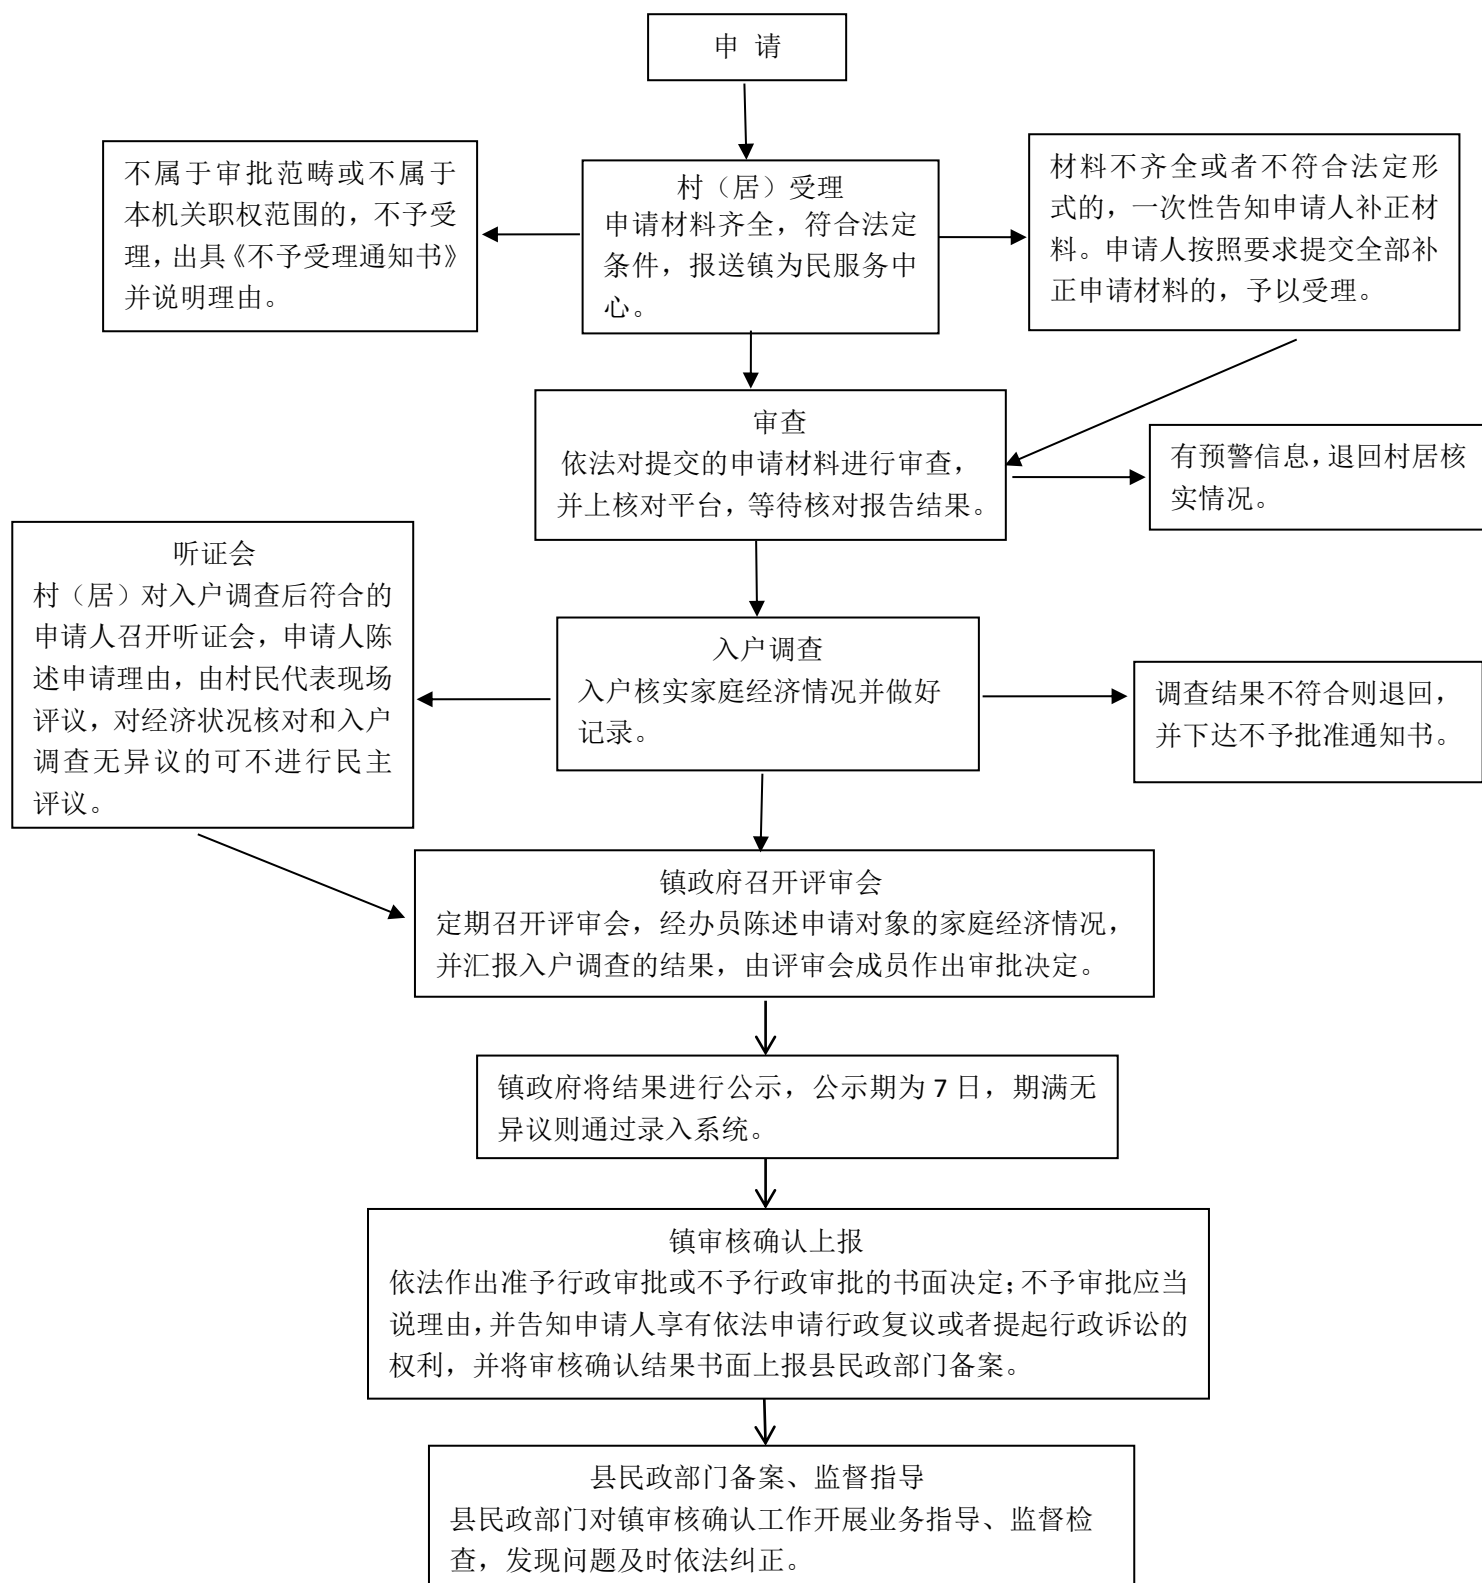 申 请
不属于审批范畴或不属于
本机关职权范围的，不予受
理，出具《不予受理通知书》
并说明理由。
村（居）受理
申请材料齐全，符合法定
条件，报送镇为民服务中
心。
材料不齐全或者不符合法定形
式的，一次性告知申请人补正材
料。申请人按照要求提交全部补
正申请材料的，予以受理。
审查
依法对提交的申请材料进行审查，
并上核对平台，等待核对报告结果。
有预警信息，退回村居核
实情况。
听证会
村（居）对入户调查后符合的
申请人召开听证会，申请人陈
述申请理由，由村民代表现场
评议，对经济状况核对和入户
调查无异议的可不进行民主
评议。
入户调查
入户核实家庭经济情况并做好
记录。
调查结果不符合则退回，
并下达不予批准通知书。
镇政府召开评审会
定期召开评审会，经办员陈述申请对象的家庭经济情况，
并汇报入户调查的结果，由评审会成员作出审批决定。
镇政府将结果进行公示，公示期为 7 日，期满无
异议则通过录入系统。
镇审核确认上报
依法作出准予行政审批或不予行政审批的书面决定；不予审批应当
说理由，并告知申请人享有依法申请行政复议或者提起行政诉讼的
权利，并将审核确认结果书面上报县民政部门备案。
县民政部门备案、监督指导
县民政部门对镇审核确认工作开展业务指导、监督检
查，发现问题及时依法纠正。